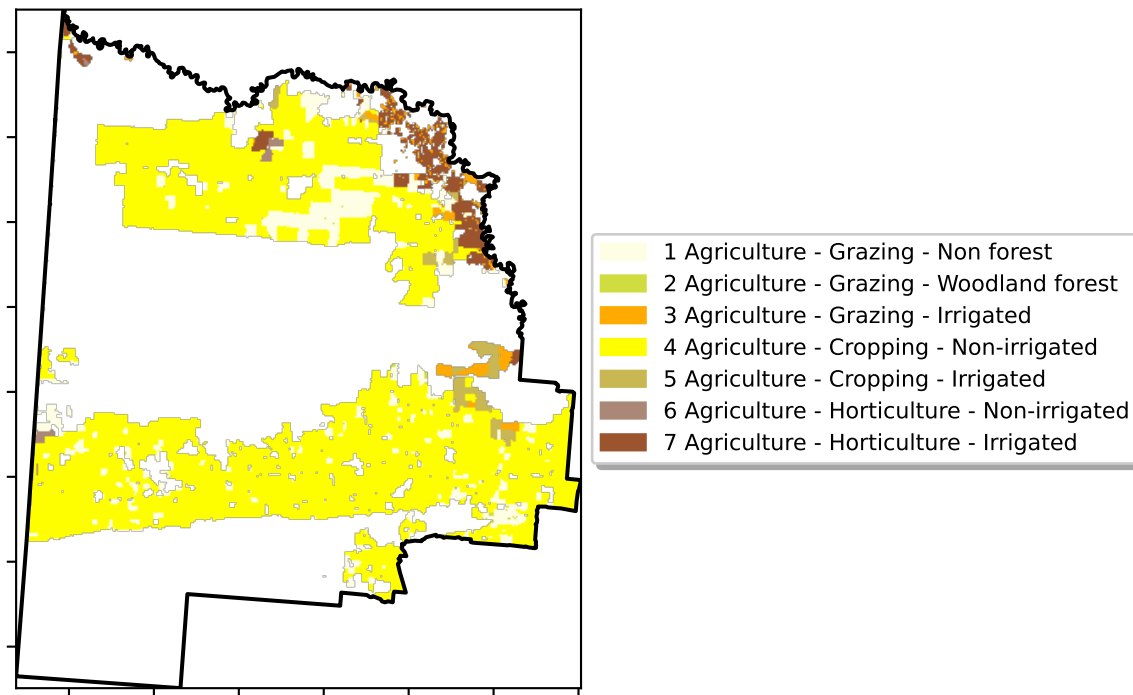 1 Agriculture - Grazing - Non forest
2 Agriculture - Grazing - Woodland forest
3 Agriculture - Grazing - Irrigated
4 Agriculture - Cropping - Non-irrigated
5 Agriculture - Cropping - Irrigated
6 Agriculture - Horticulture - Non-irrigated
7 Agriculture - Horticulture - Irrigated